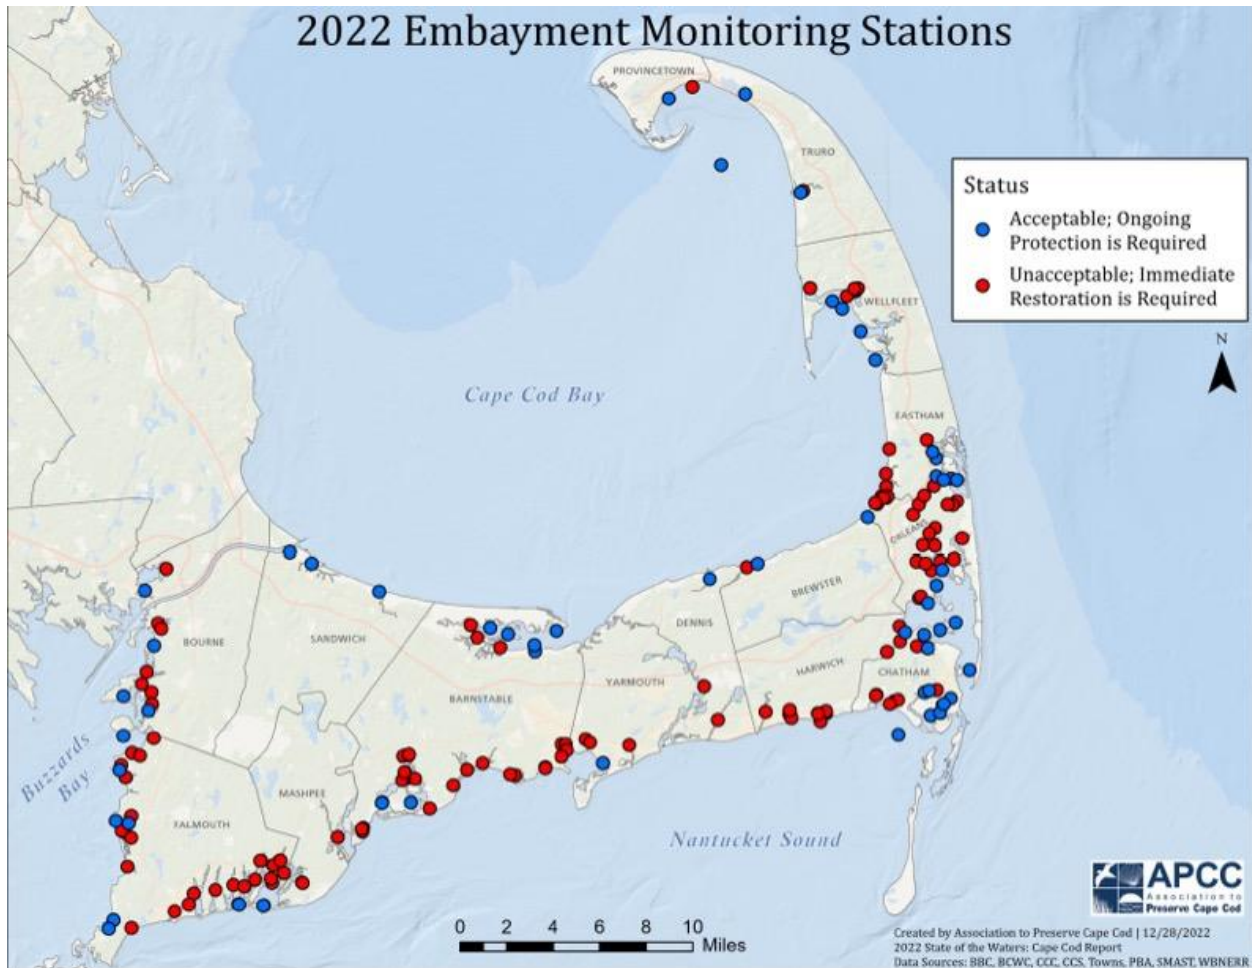 2022 Embayment Monitoring Stations
PROVINCETOWN
TRURO
Status
Acceptable; Ongoing
Protection is Required
Unacceptable; Immediate
Restoration is Required
WELLFLEET
N
Cape Cod Bay
EASTHAM
ORLEANS
BREWSTER
DENNIS
BOURNE
SANDWICH
HARWICH
CHATHAM
YARMOUTH
BARNSTABLE
Buzzards
Bay
MASHPEE
FALMOUTH
Nantucket Sound
APCC
Association to
Preserve Cape Cod
0 2 4 6 8 10
Miles
Created by Association to Preserve Cape Cod | 12/28/2022
2022 State of the Waters: Cape Cod Report
Data Sources: BBC, BCWC, CCC, CCS, Towns, PBA, SMAST, WBNERR